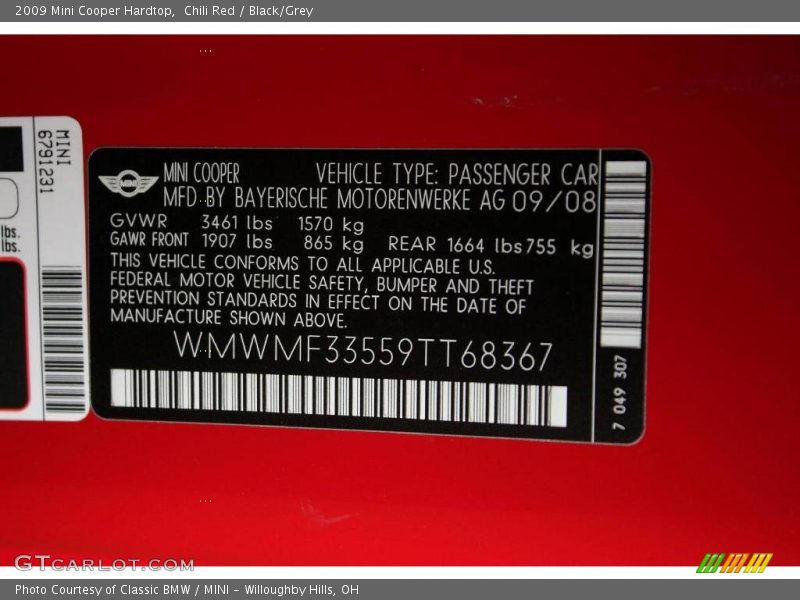 2009 Mini Cooper Hardtop,  Chili Red / Black/Grey
MINI
6791231
lbs.
lbs.
MINI
MINI COOPER VEHICLE TYPE: PASSENGER CAR
MFD BY BAYERISCHE MOTORENWERKE AG 09/08
GVWR 3461 lbs 1570 kg
GAWR FRONT 1907 lbs 865 kg REAR 1664 lbs 755 kg
THIS VEHICLE CONFORMS TO ALL APPLICABLE U.S.
FEDERAL MOTOR VEHICLE SAFETY, BUMPER AND THEFT
PREVENTION STANDARDS IN EFFECT ON THE DATE OF
MANUFACTURE SHOWN ABOVE.
WMWMF33559TT68367
7 049 307
GTCARLOT.COM
Photo Courtesy of Classic BMW / MINI - Willoughby Hills, OH